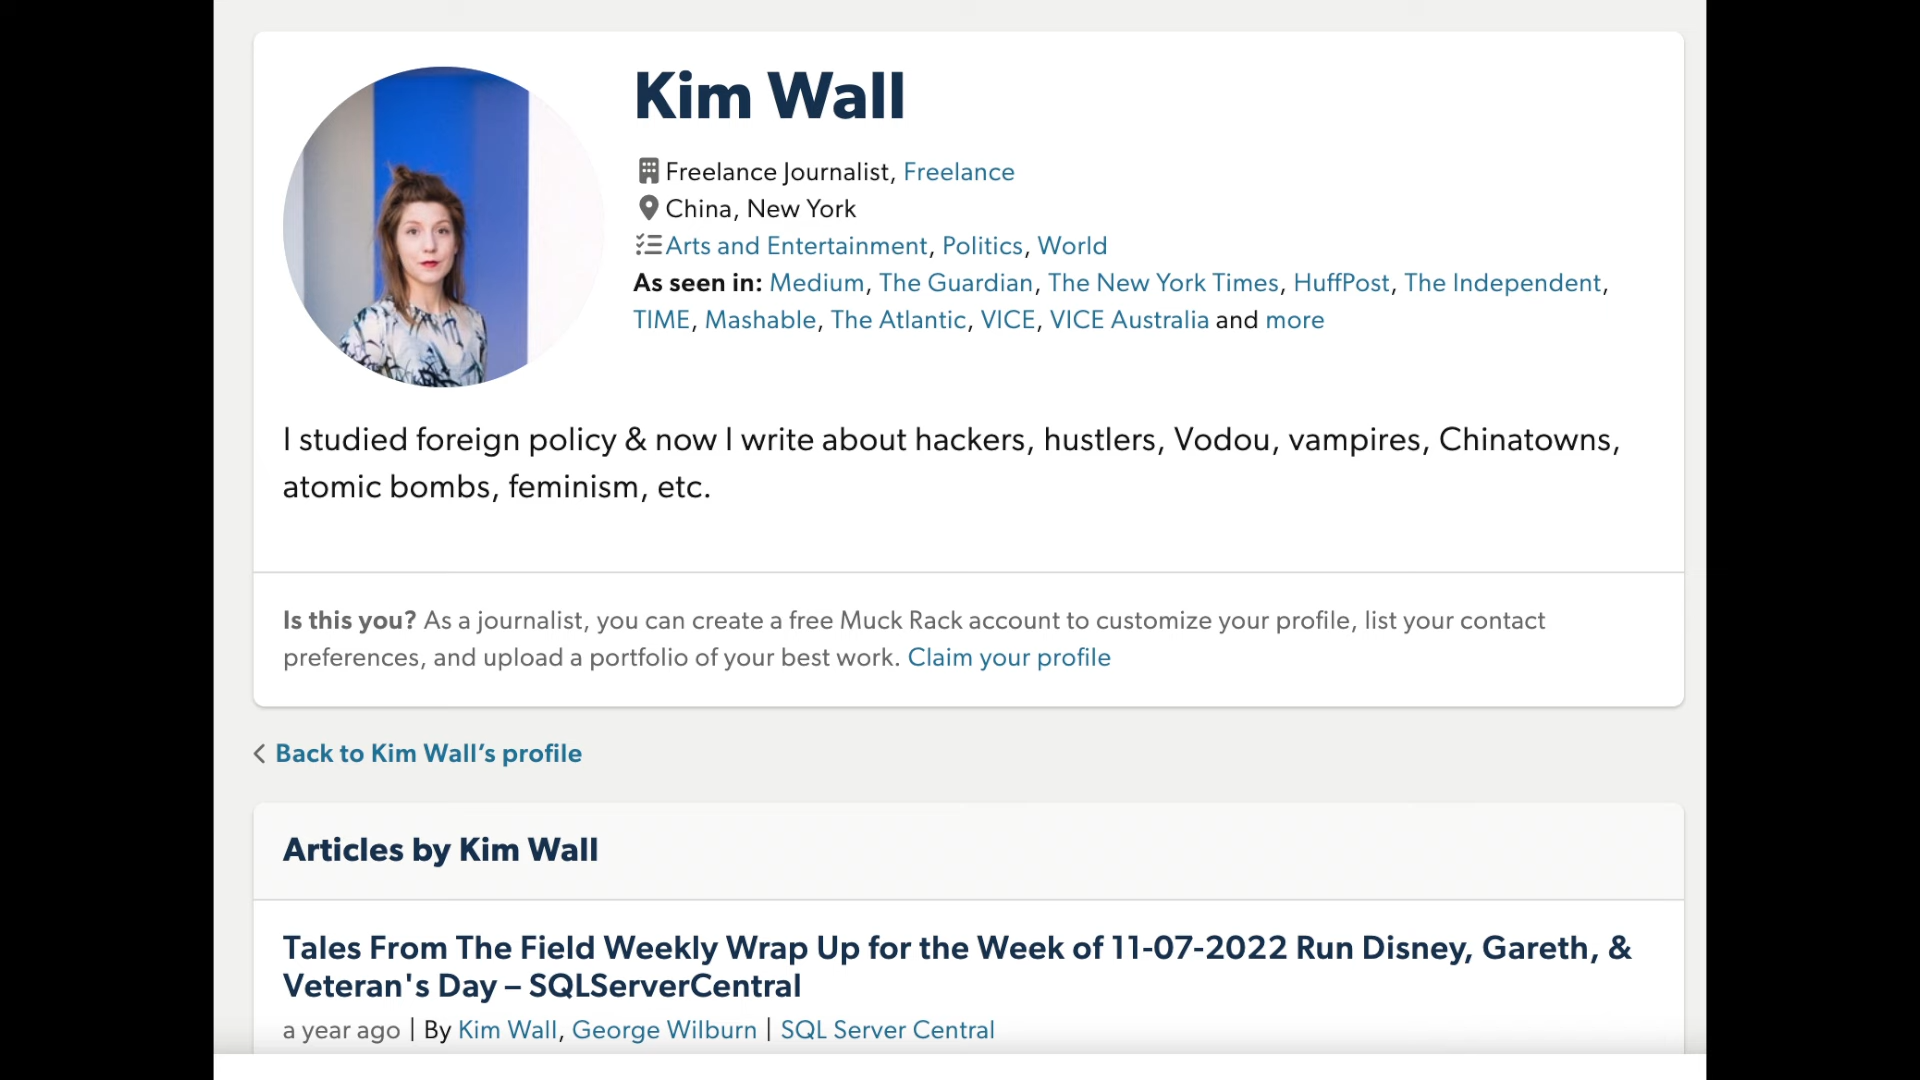 Kim Wall
Freelance Journalist, Freelance
China, New York
Arts and Entertainment, Politics, World
As seen in: Medium, The Guardian, The New York Times, HuffPost, The Independent,
TIME, Mashable, The Atlantic, VICE, VICE Australia and more
I studied foreign policy & now I write about hackers, hustlers, Vodou, vampires, Chinatowns,
atomic bombs, feminism, etc.
Is this you? As a journalist, you can create a free Muck Rack account to customize your profile, list your contact
preferences, and upload a portfolio of your best work. Claim your profile
Back to Kim Wall’s profile
Articles by Kim Wall
Tales From The Field Weekly Wrap Up for the Week of 11-07-2022 Run Disney, Gareth, &
Veteran's Day – SQLServerCentral
a year ago | By Kim Wall, George Wilburn | SQL Server Central